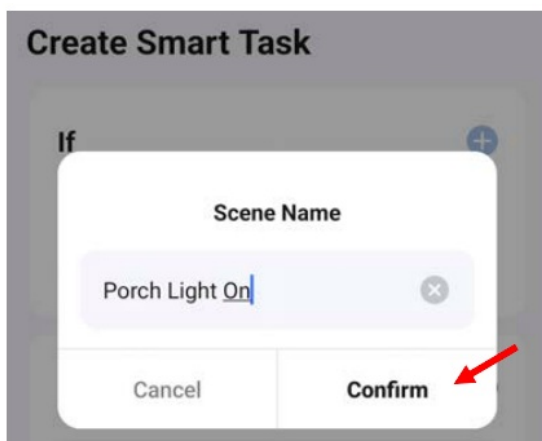 Create Smart Task
If
Scene Name
Porch Light On
Cancel
Confirm